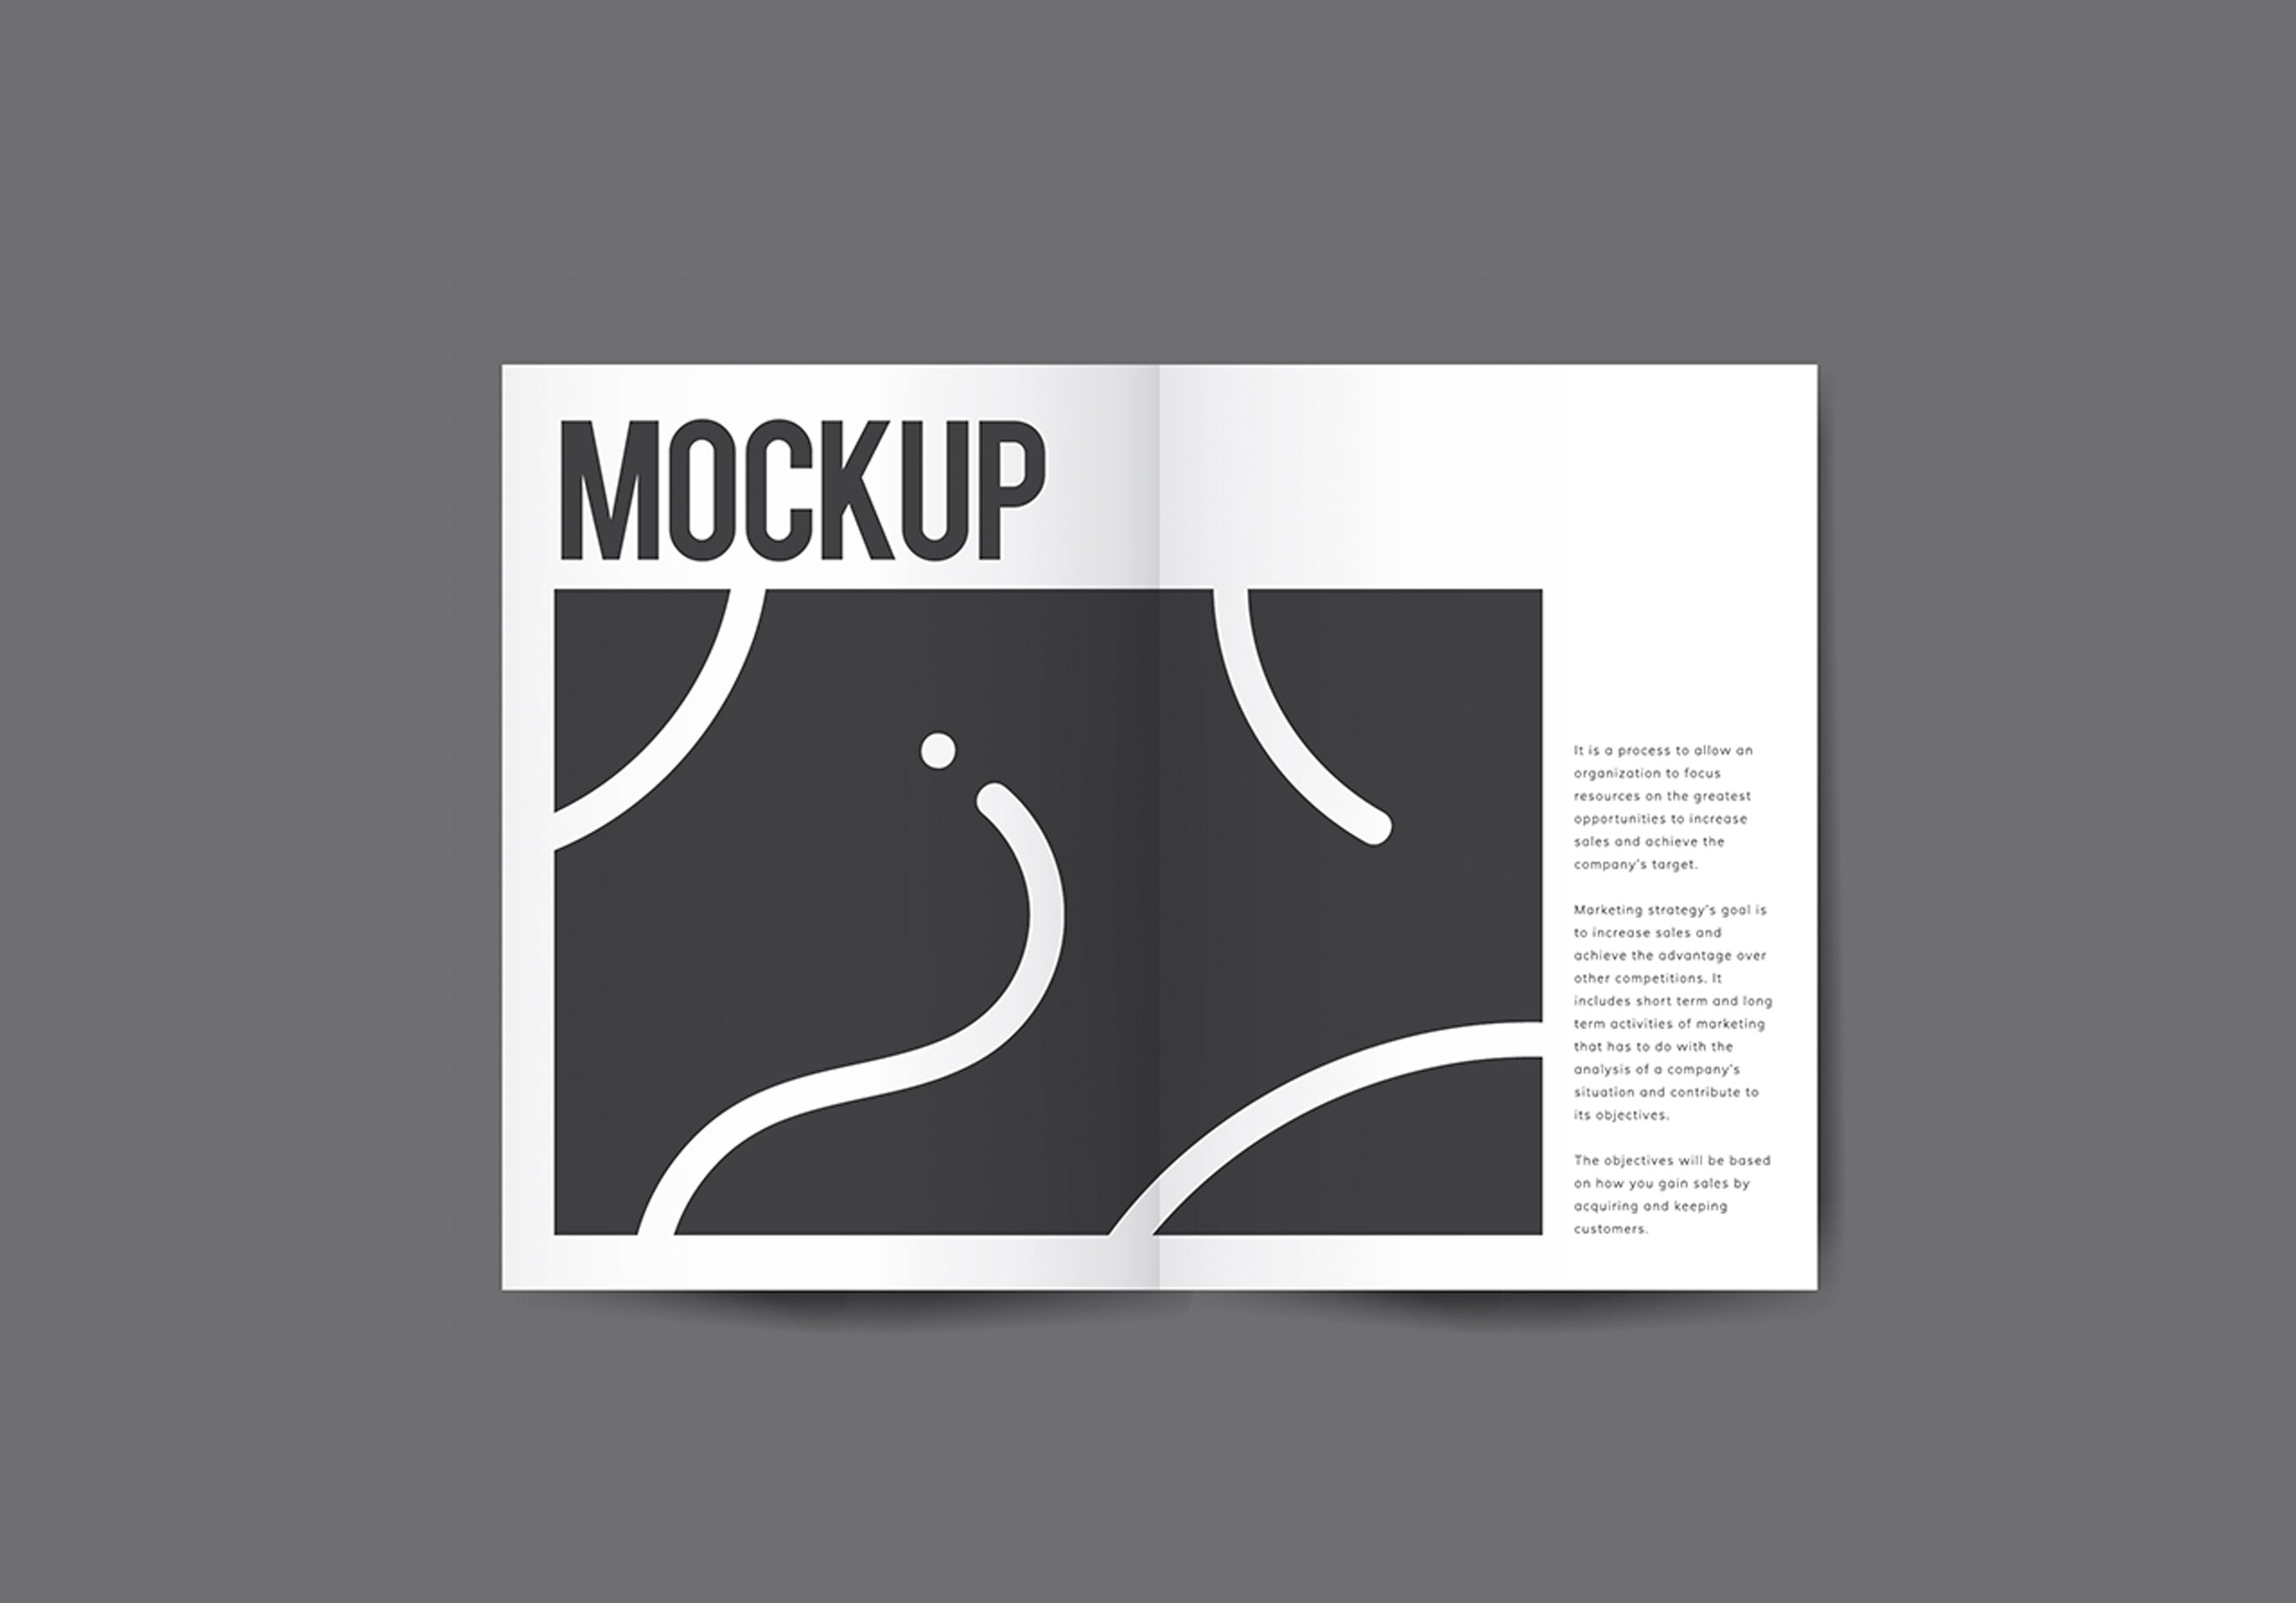 MOCKUP
It is a process to allow an
organization to focus
resources on the greatest
opportunities to increase
sales and achieve the
company's target.
Marketing strategy's goal is
to increase sales and
achieve the advantage over
other competitions. It
includes short term and long
term activities of marketing
that has to do with the
analysis of a company's
situation and contribute to
its objectives.
The objectives will be based
on how you gain sales by
acquiring and keeping
customers.